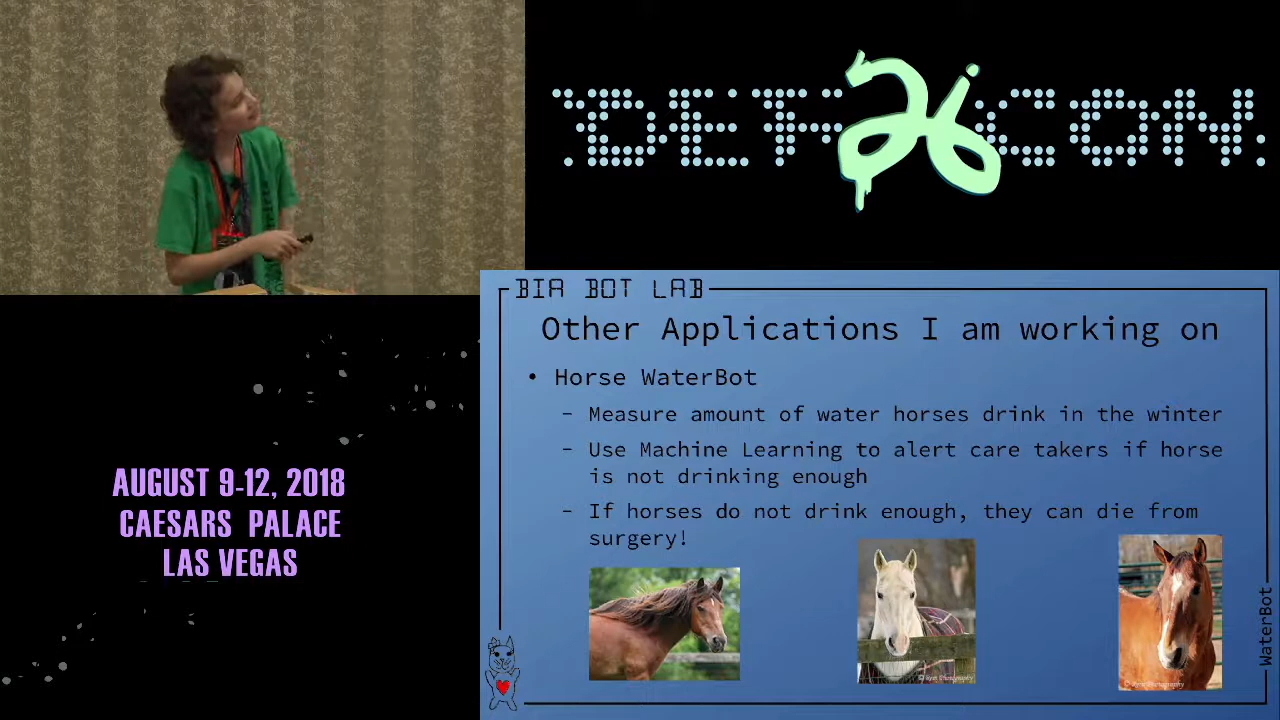 DEF 26 CON
BIA BOT LAB
Other Applications I am working on
• Horse WaterBot
– Measure amount of water horses drink in the winter
– Use Machine Learning to alert care takers if horse
is not drinking enough
– If horses do not drink enough, they can die from
surgery!
WaterBot
AUGUST 9-12, 2018
CAESARS PALACE
LAS VEGAS